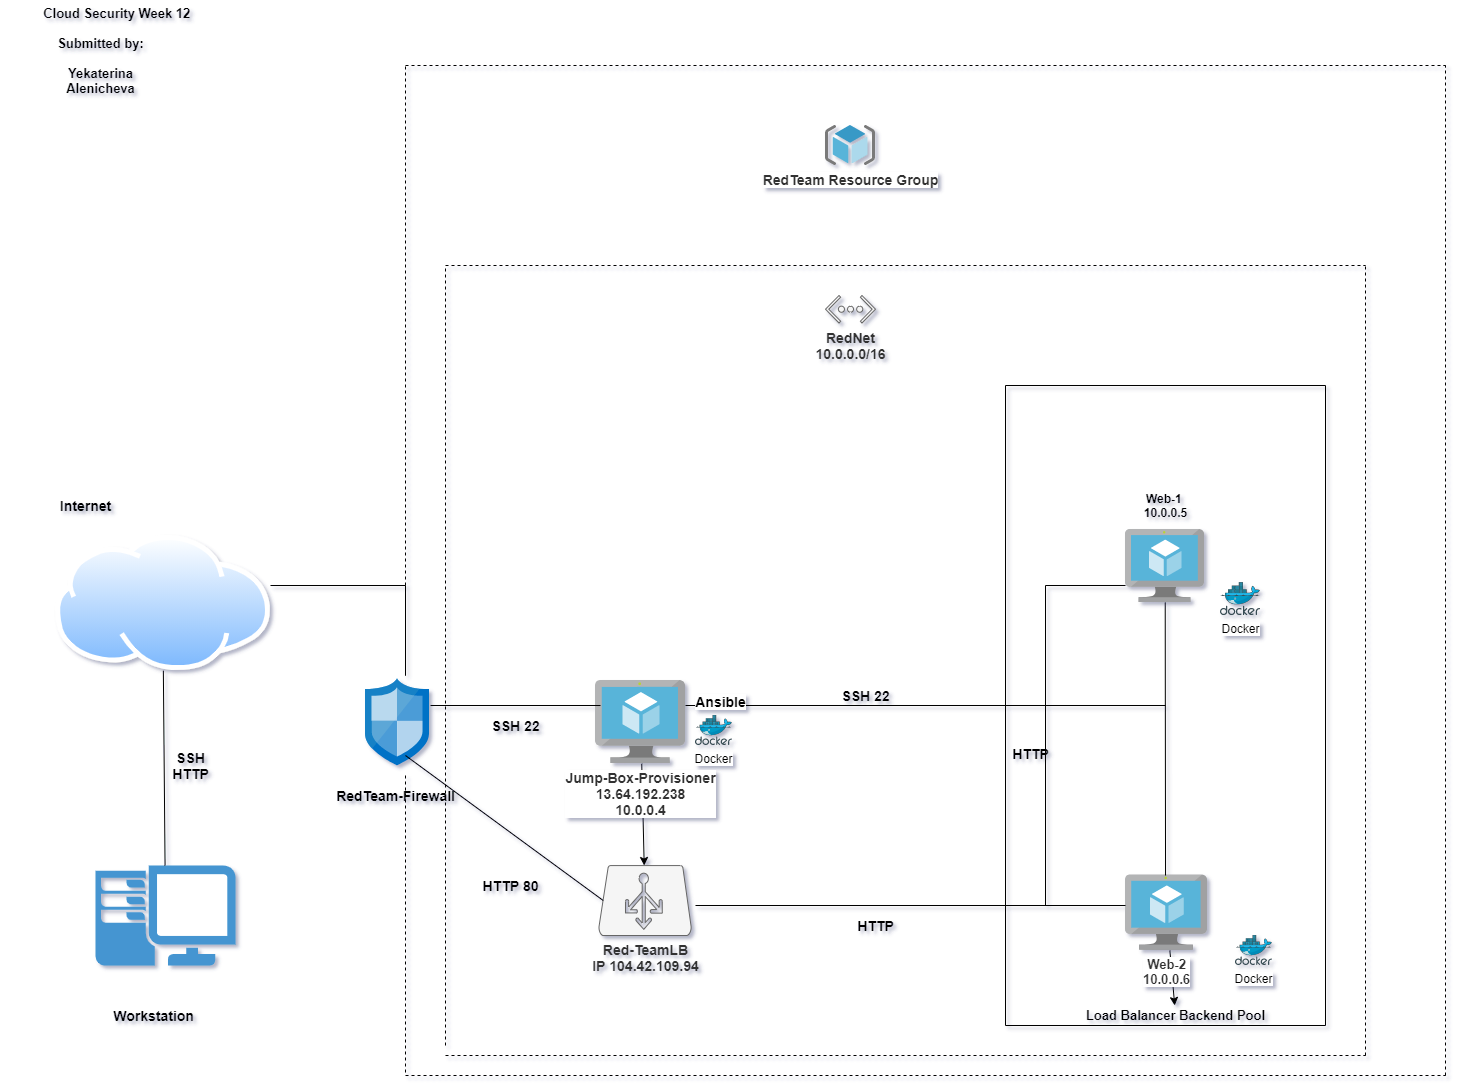 Cloud Security Week 12
Submitted by:
Yekaterina
Alenicheva
RedTeam Resource Group
RedNet
10.0.0.0/16
Internet
Web-1
10.0.0.5
docker
Docker
SSH
HTTP
RedTeam-Firewall
SSH 22
Ansible
docker
Docker
SSH 22
Jump-Box-Provisioner
13.64.192.238
10.0.0.4
HTTP
HTTP 80
Red-TeamLB
IP 104.42.109.94
HTTP
Web-2
10.0.0.6
docker
Docker
Load Balancer Backend Pool
Workstation